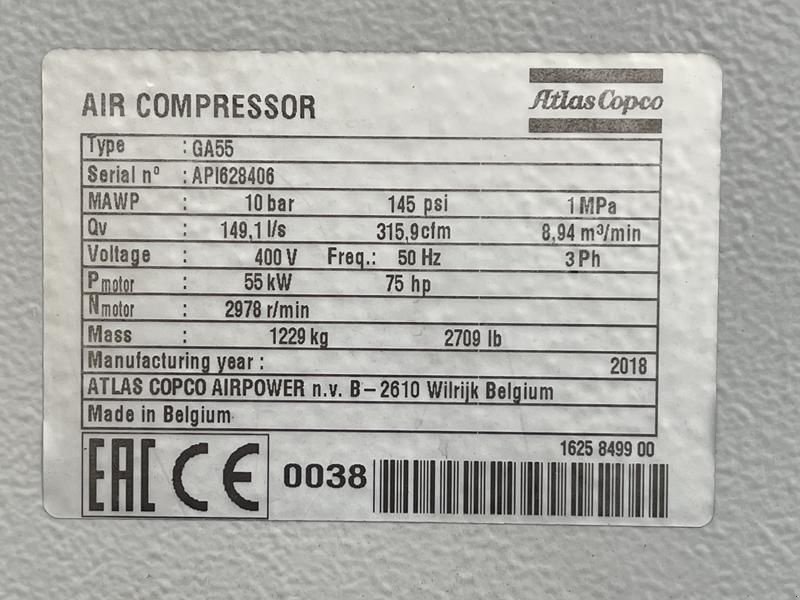 AIR COMPRESSOR
Atlas Copco
Type : GA55
Serial nº : API628406
MAWP : 10 bar 145 psi 1 MPa
Qv : 149,1 l/s 315,9cfm 8,94 m³/min
Voltage : 400 V Freq.: 50 Hz 3 Ph
Pmotor : 55 kW 75 hp
Nmotor : 2978 r/min
Mass : 1229 kg 2709 lb
Manufacturing year : 2018
ATLAS COPCO AIRPOWER n.v. B-2610 Wilrijk Belgium
Made in Belgium
1625 8499 00
EAC CE 0038